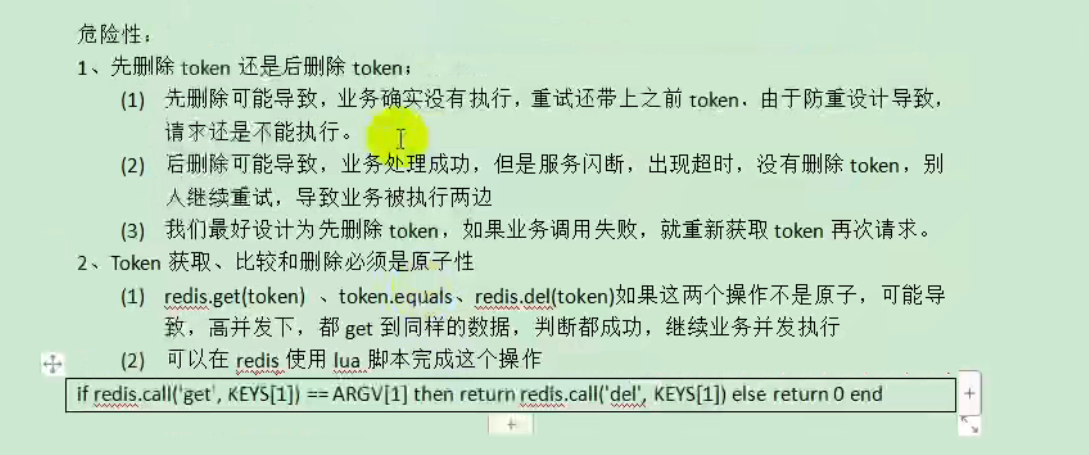 危险性：
1、先删除 token 还是后删除 token；
(1) 先删除可能导致，业务确实没有执行，重试还带上之前 token，由于防重设计导致，
请求还是不能执行。
(2) 后删除可能导致，业务处理成功，但是服务闪断，出现超时，没有删除 token，别
人继续重试，导致业务被执行两边
(3) 我们最好设计为先删除 token，如果业务调用失败，就重新获取 token 再次请求。
2、Token 获取、比较和删除必须是原子性
(1) redis.get(token) 、token.equals、redis.del(token)如果这两个操作不是原子，可能导
致，高并发下，都 get 到同样的数据，判断都成功，继续业务并发执行
(2) 可以在 redis 使用 lua 脚本完成这个操作
if redis.call('get', KEYS[1]) == ARGV[1] then return redis.call('del', KEYS[1]) else return 0 end